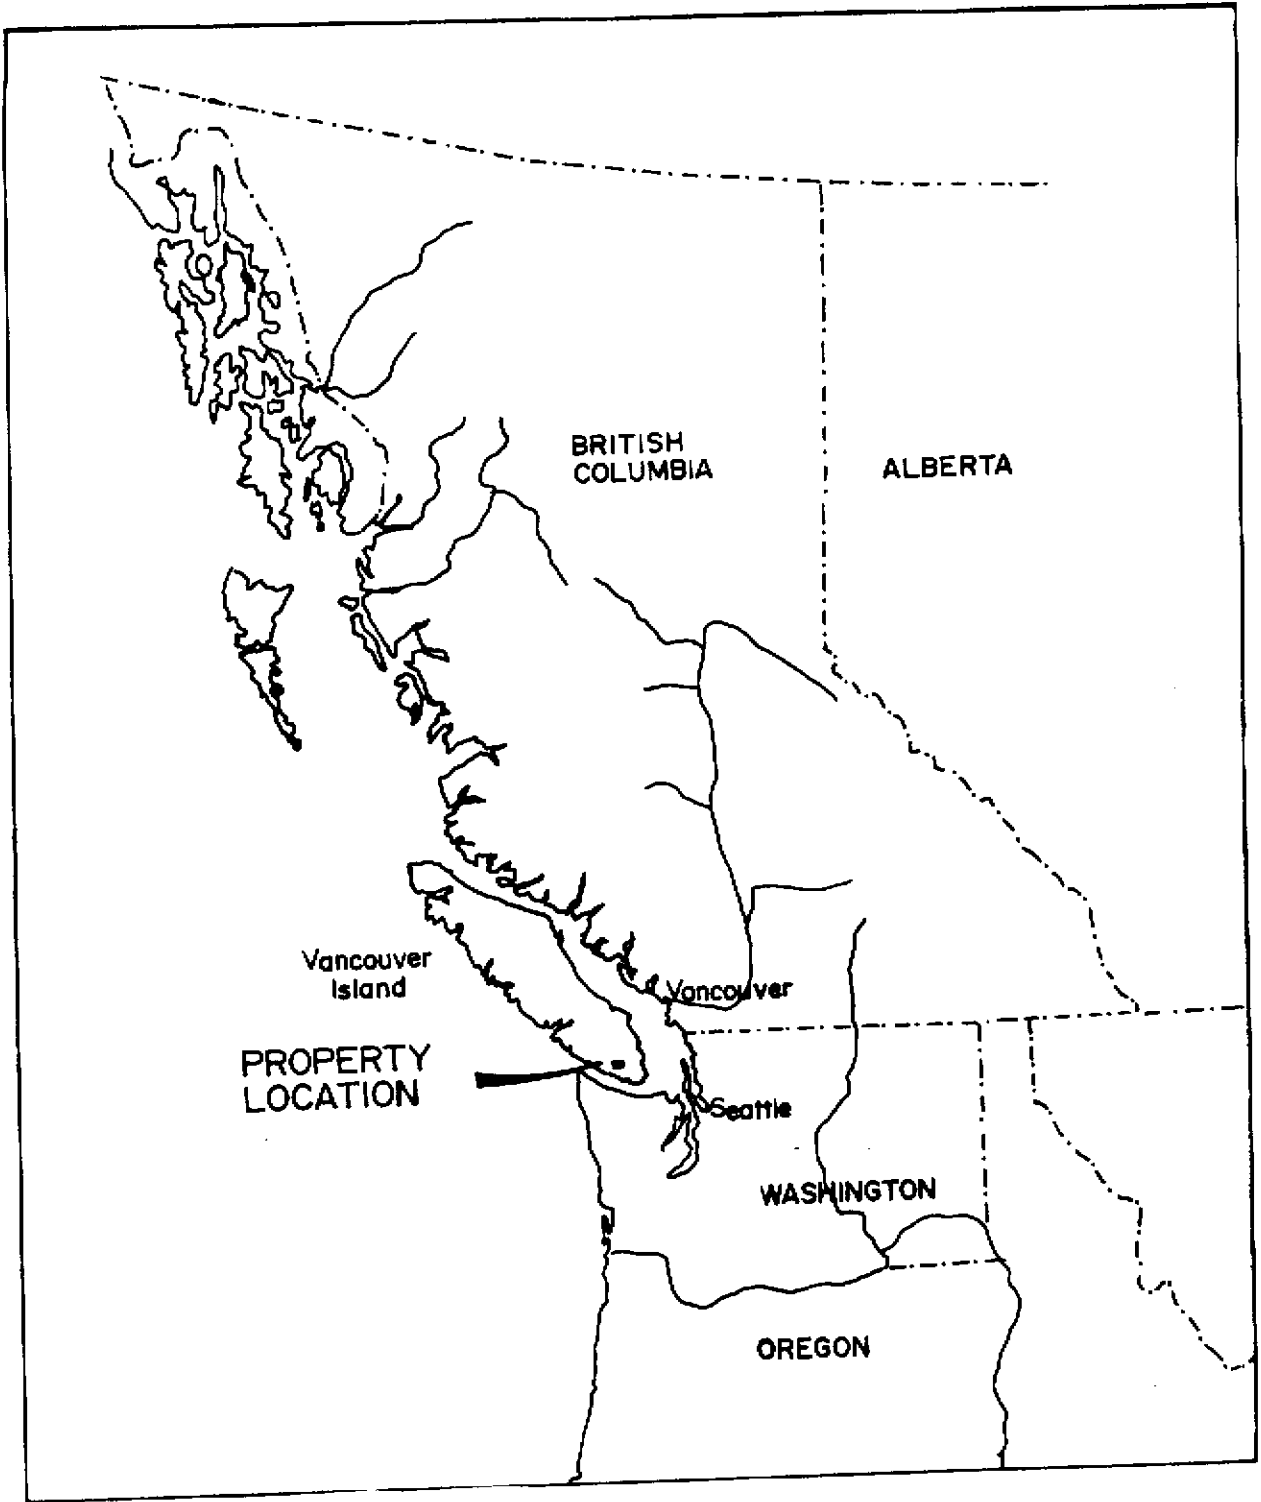 BRITISH
COLUMBIA
ALBERTA
Vancouver
Island
Vancouver
PROPERTY
LOCATION
Seattle
WASHINGTON
OREGON